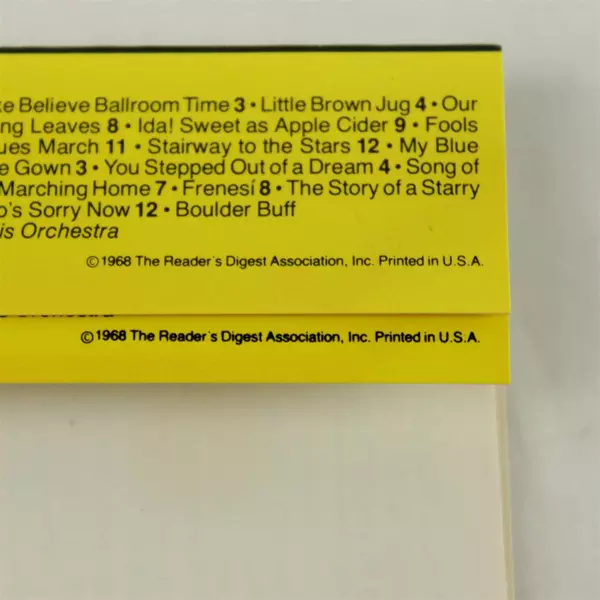 ke Believe Ballroom Time 3 • Little Brown Jug 4 • Our
ng Leaves 8 • Ida! Sweet as Apple Cider 9 • Fools
ues March 11 • Stairway to the Stars 12 • My Blue
e Gown 3 • You Stepped Out of a Dream 4 • Song of
Marching Home 7 • Frenesí 8 • The Story of a Starry
o's Sorry Now 12 • Boulder Buff
is Orchestra
©1968 The Reader's Digest Association, Inc. Printed in U.S.A.
©1968 The Reader's Digest Association, Inc. Printed in U.S.A.